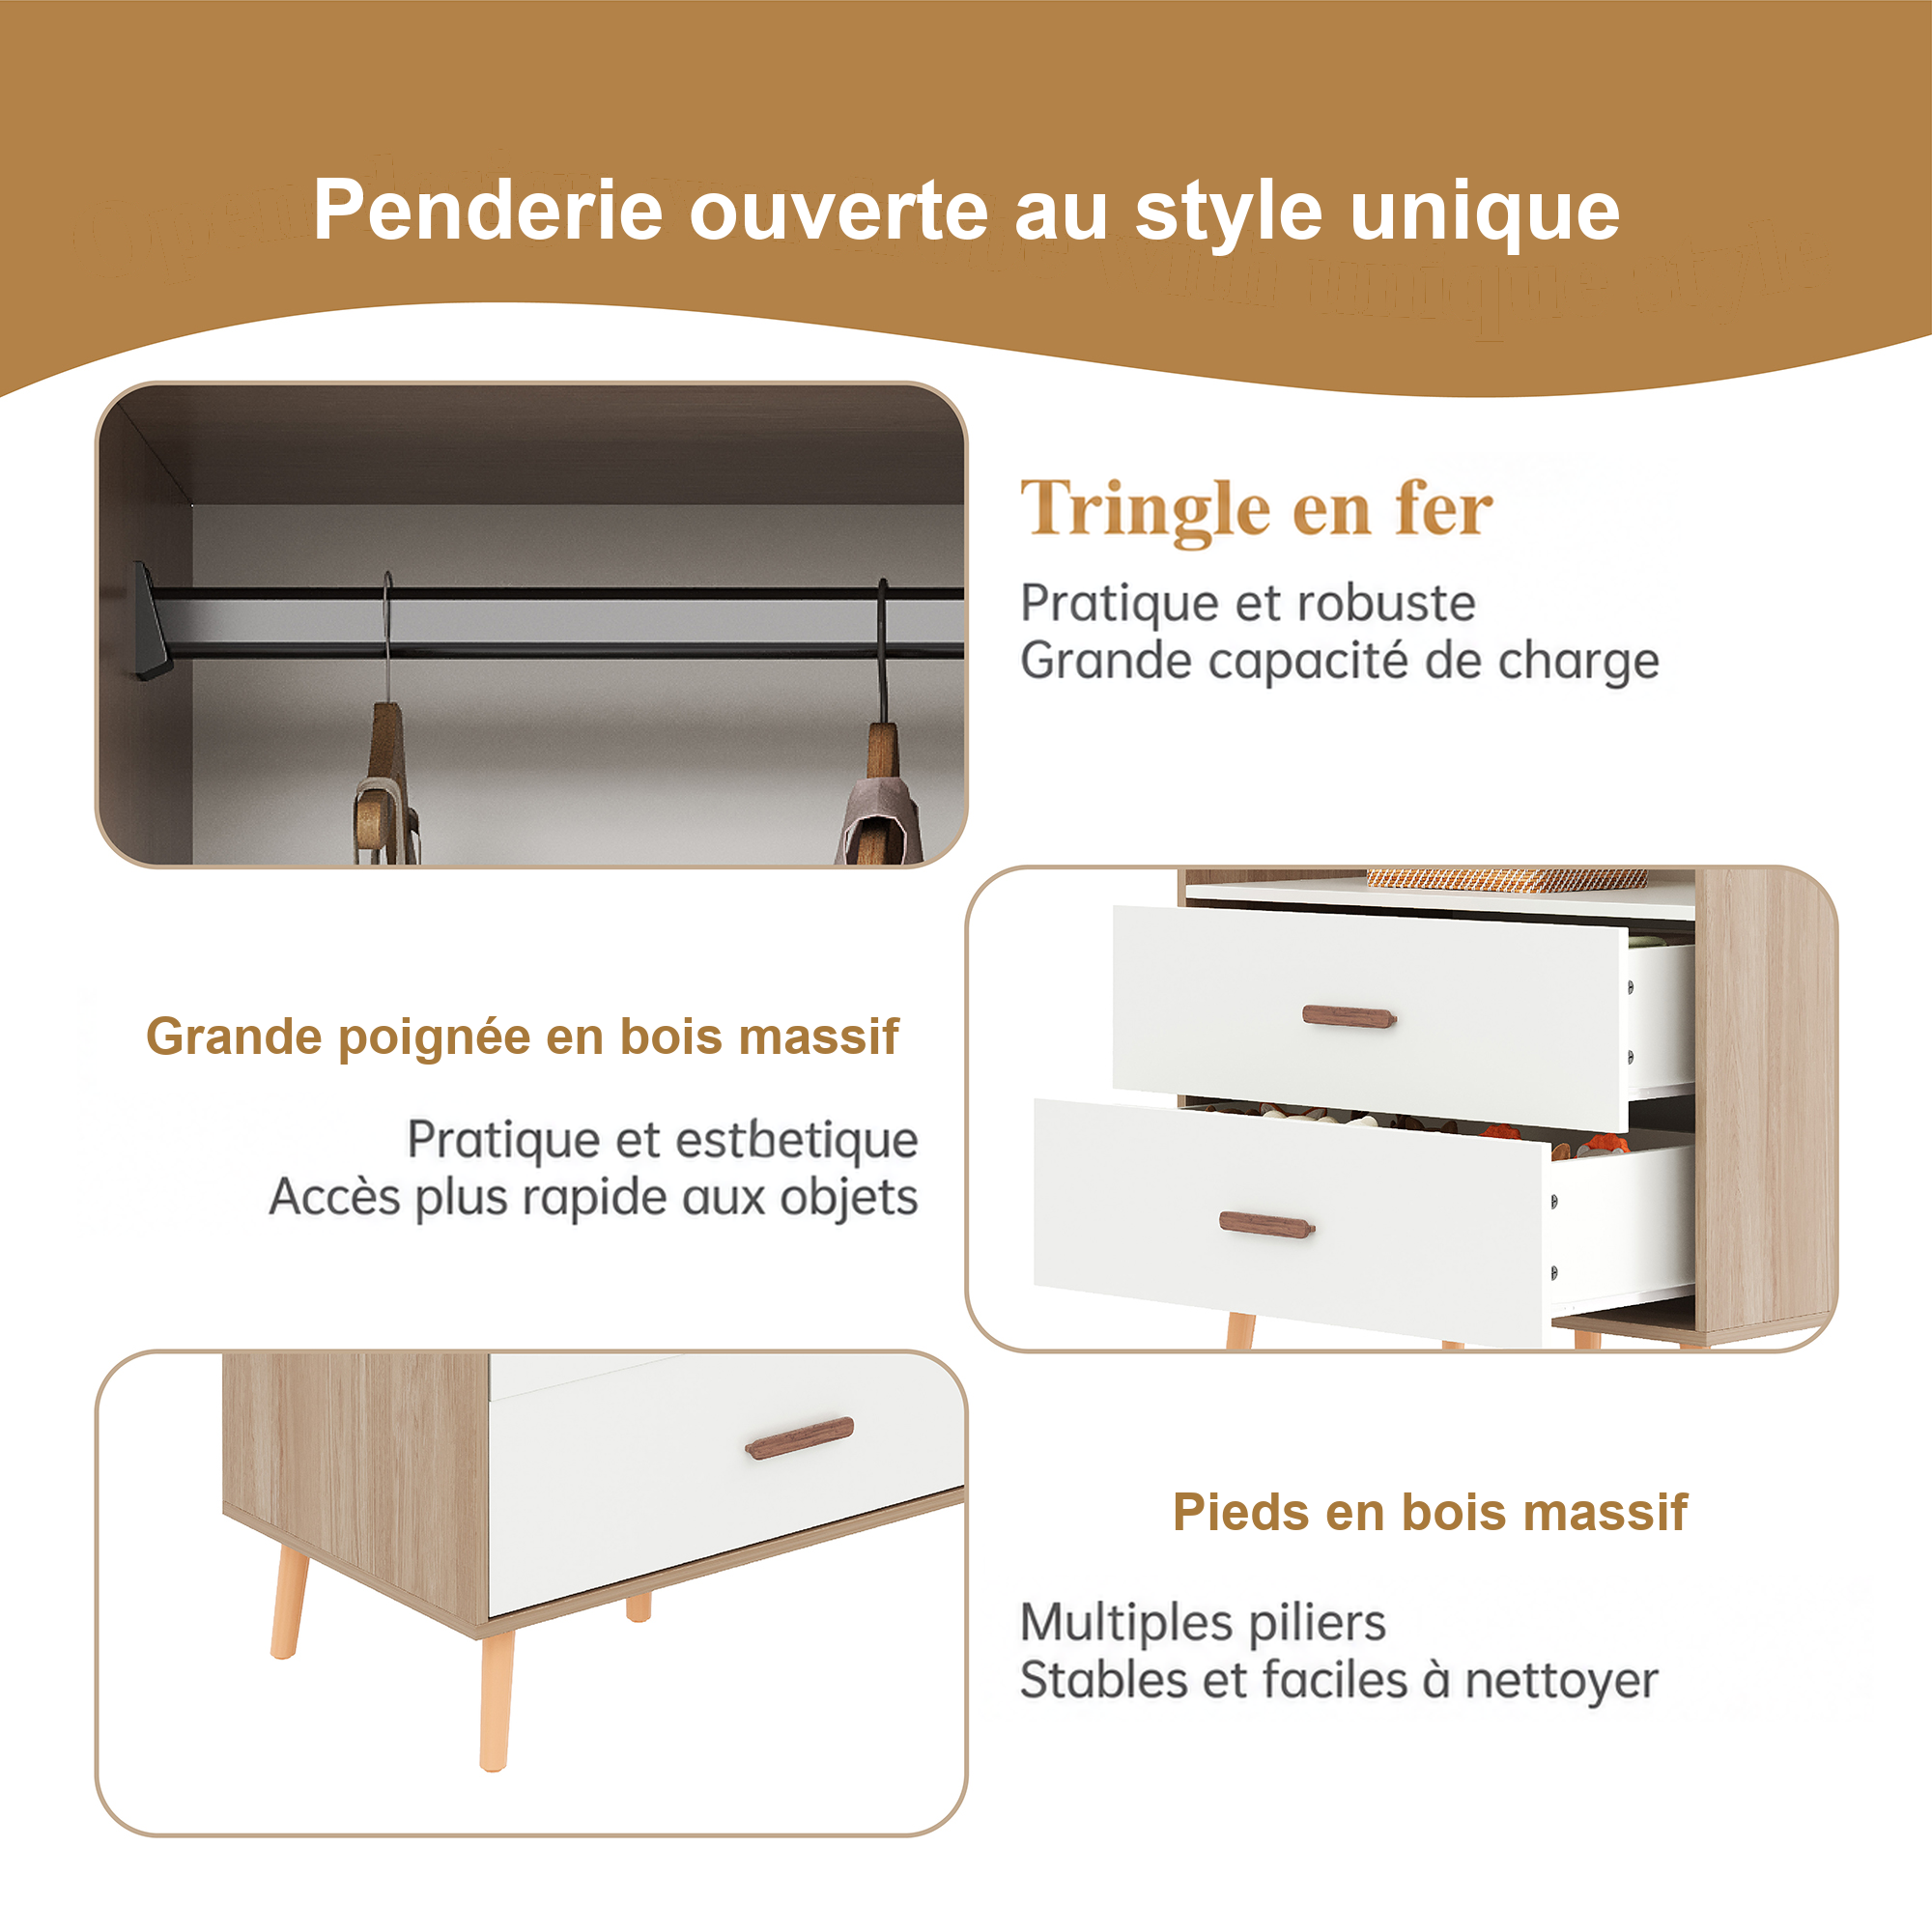 Penderie ouverte au style unique
Tringle en fer
Pratique et robuste
Grande capacité de charge
Grande poignée en bois massif
Pratique et estbetique
Accès plus rapide aux objets
Pieds en bois massif
Multiples piliers
Stables et faciles à nettoyer